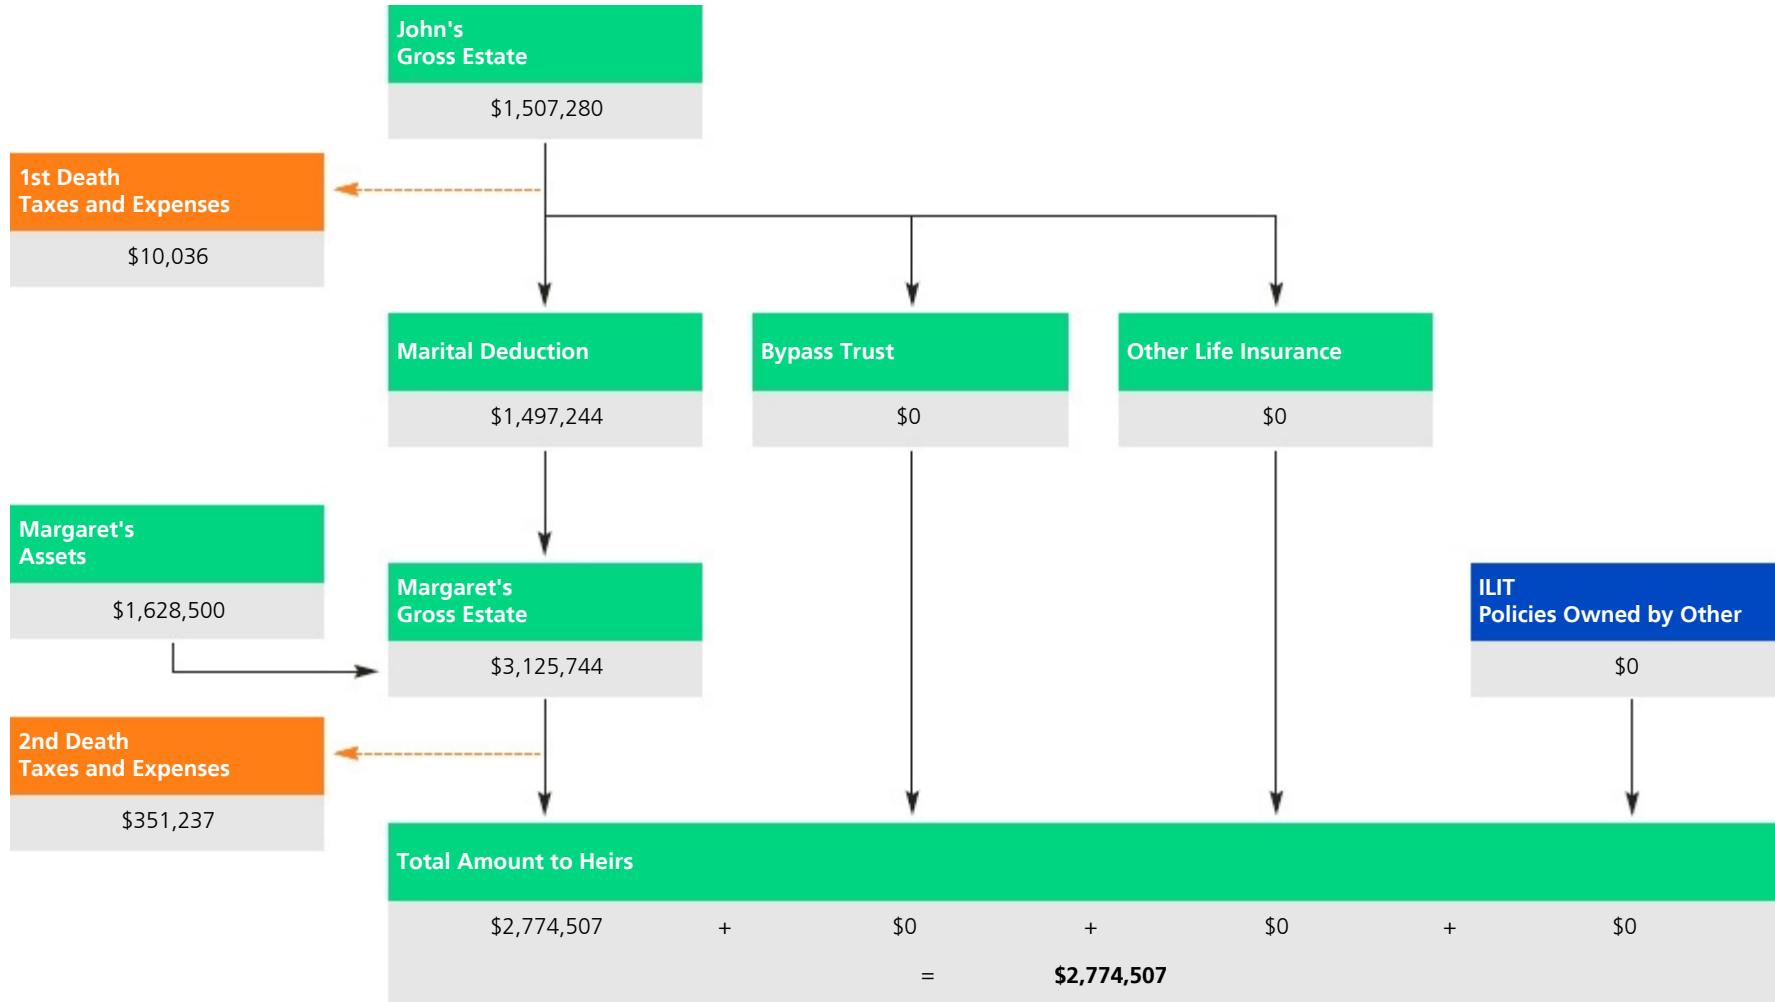 John's
Gross Estate
$1,507,280
1st Death
Taxes and Expenses
$10,036
Marital Deduction
$1,497,244
Bypass Trust
$0
Other Life Insurance
$0
Margaret's
Assets
$1,628,500
Margaret's
Gross Estate
$3,125,744
ILIT
Policies Owned by Other
$0
2nd Death
Taxes and Expenses
$351,237
Total Amount to Heirs
$2,774,507 + $0 + $0 + $0
= $2,774,507